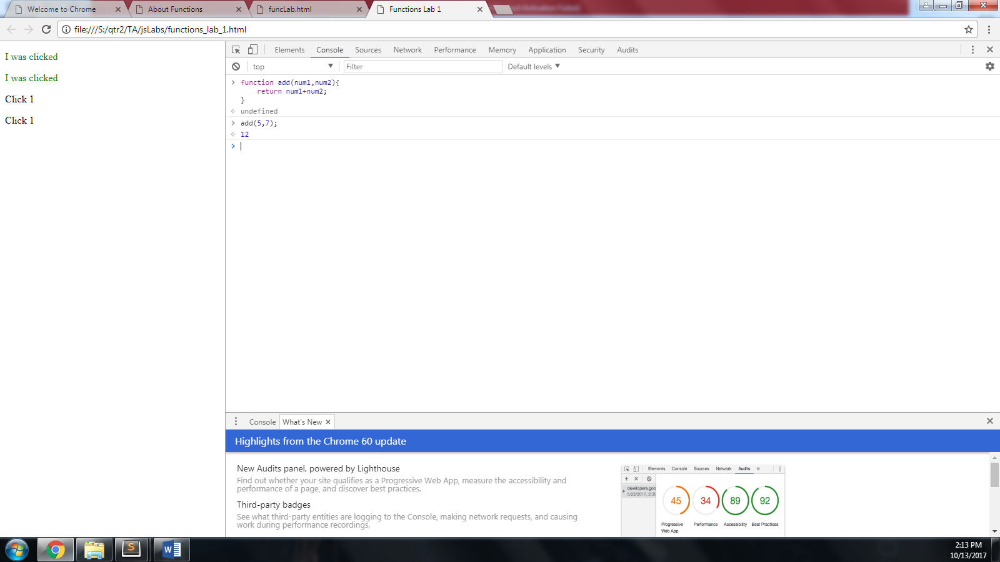 Welcome to Chrome
About Functions
funcLab.html
Functions Lab 1
file:///S:/qtr2/TA/jsLabs/functions_lab_1.html
I was clicked
I was clicked
Click 1
Click 1
Elements Console Sources Network Performance Memory Application Security Audits
top Filter Default levels
function add(num1,num2){
return num1+num2;
}
undefined
add(5,7);
12
Console What's New
Highlights from the Chrome 60 update
New Audits panel, powered by Lighthouse
Find out whether your site qualifies as a Progressive Web App, measure the accessibility and
performance of a page, and discover best practices.
Third-party badges
See what third-party entities are logging to the Console, making network requests, and causing
work during performance recordings.
Elements Console Sources Network Audits »
developers.goo
5/23/2017, 2:3
45 34 89 92
Progressive Performance Accessibility Best Practices
Web App
S
W
2:13 PM
10/13/2017